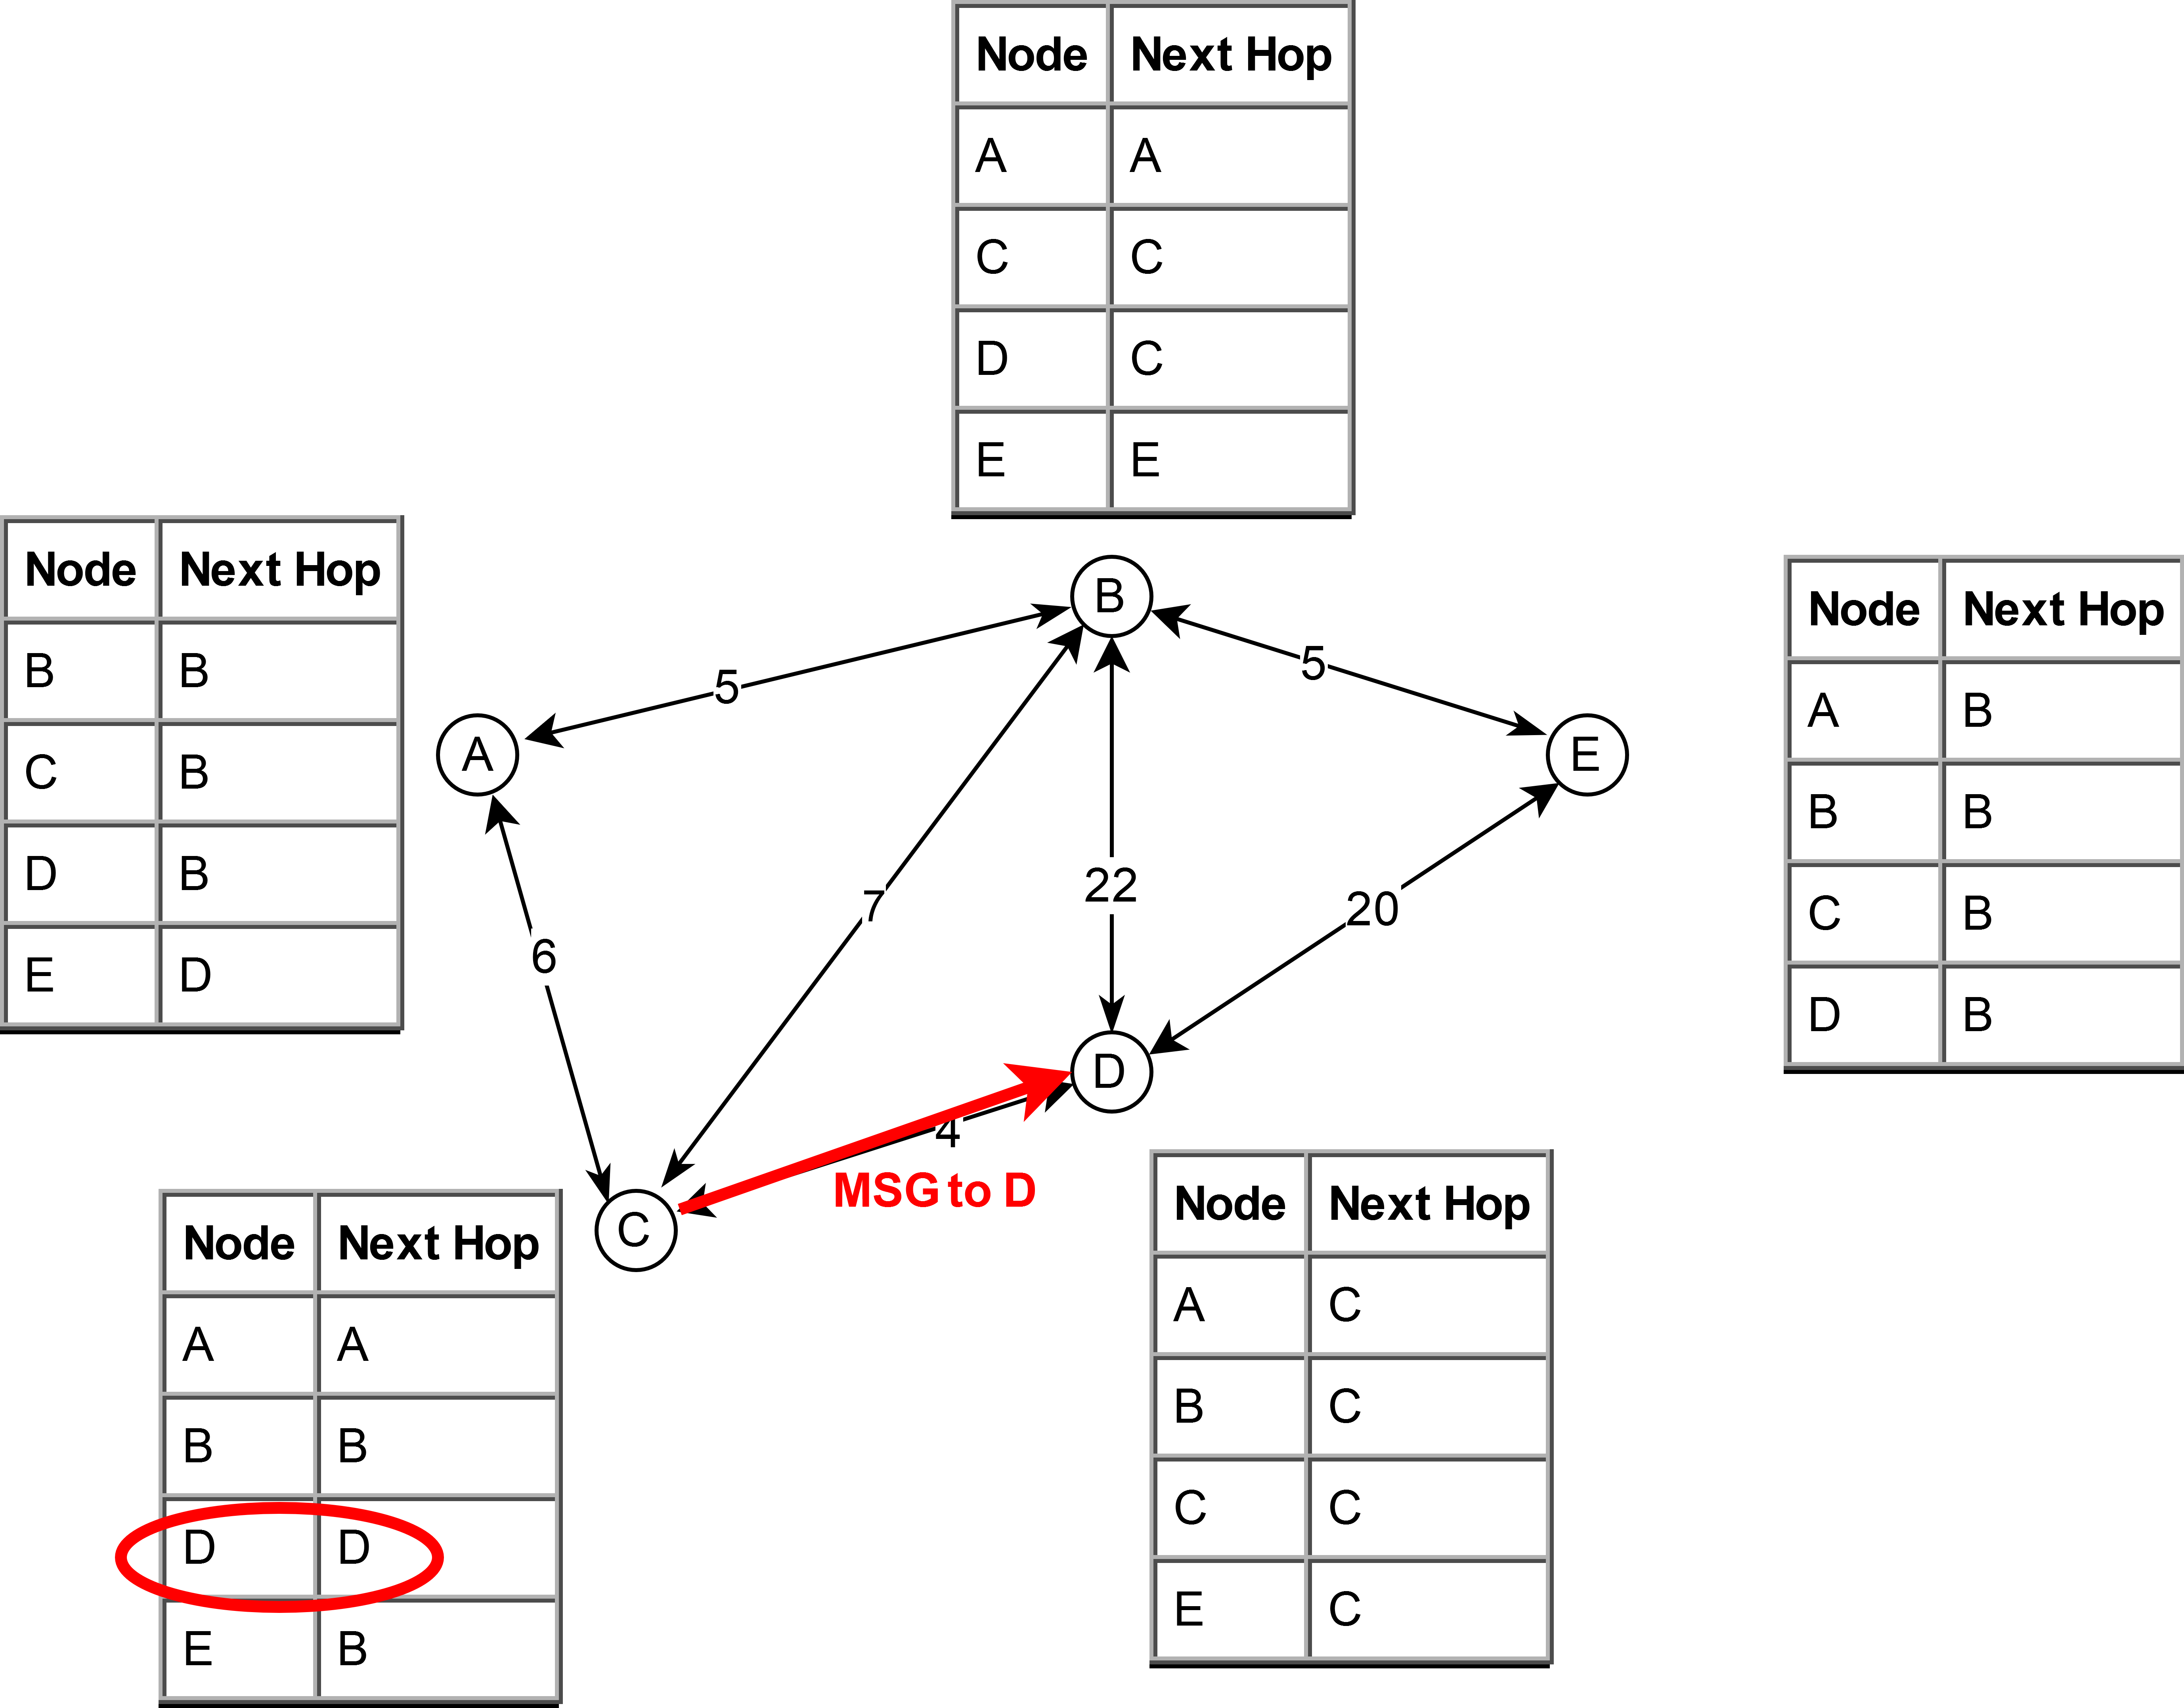 Node Next Hop
A A
C C
D C
E E
Node Next Hop
B B
C B
D B
E D
Node Next Hop
A B
B B
C B
D B
B
5
5
A
E
22
7
20
6
D
4
MSG to D
C
Node Next Hop
A C
B C
C C
E C
Node Next Hop
A A
B B
D D
E B